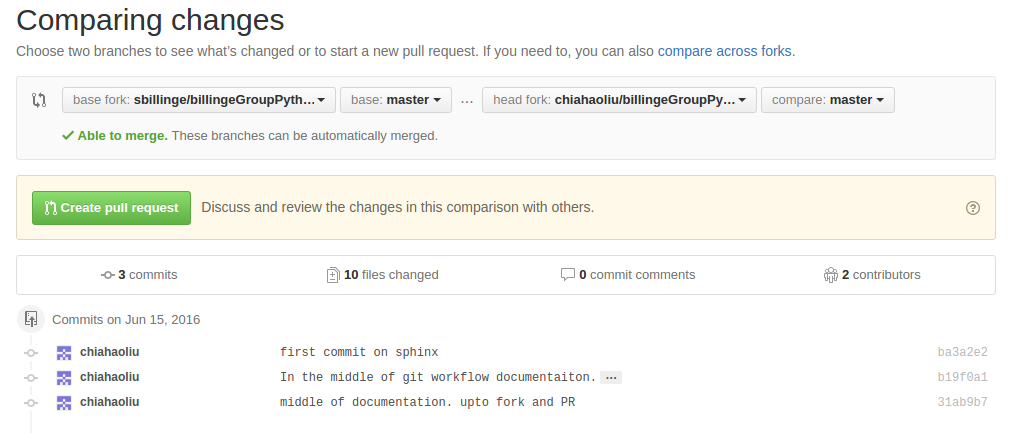 Comparing changes
Choose two branches to see what's changed or to start a new pull request. If you need to, you can also compare across forks.
base fork: sbillinge/billingeGroupPyth... base: master ... head fork: chiahaoliu/billingeGroupPy... compare: master
Able to merge. These branches can be automatically merged.
Create pull request Discuss and review the changes in this comparison with others. ?
3 commits 10 files changed 0 commit comments 2 contributors
Commits on Jun 15, 2016
chiahaoliu first commit on sphinx ba3a2e2
chiahaoliu In the middle of git workflow documentaiton. ... b19f0a1
chiahaoliu middle of documentation. upto fork and PR 31ab9b7